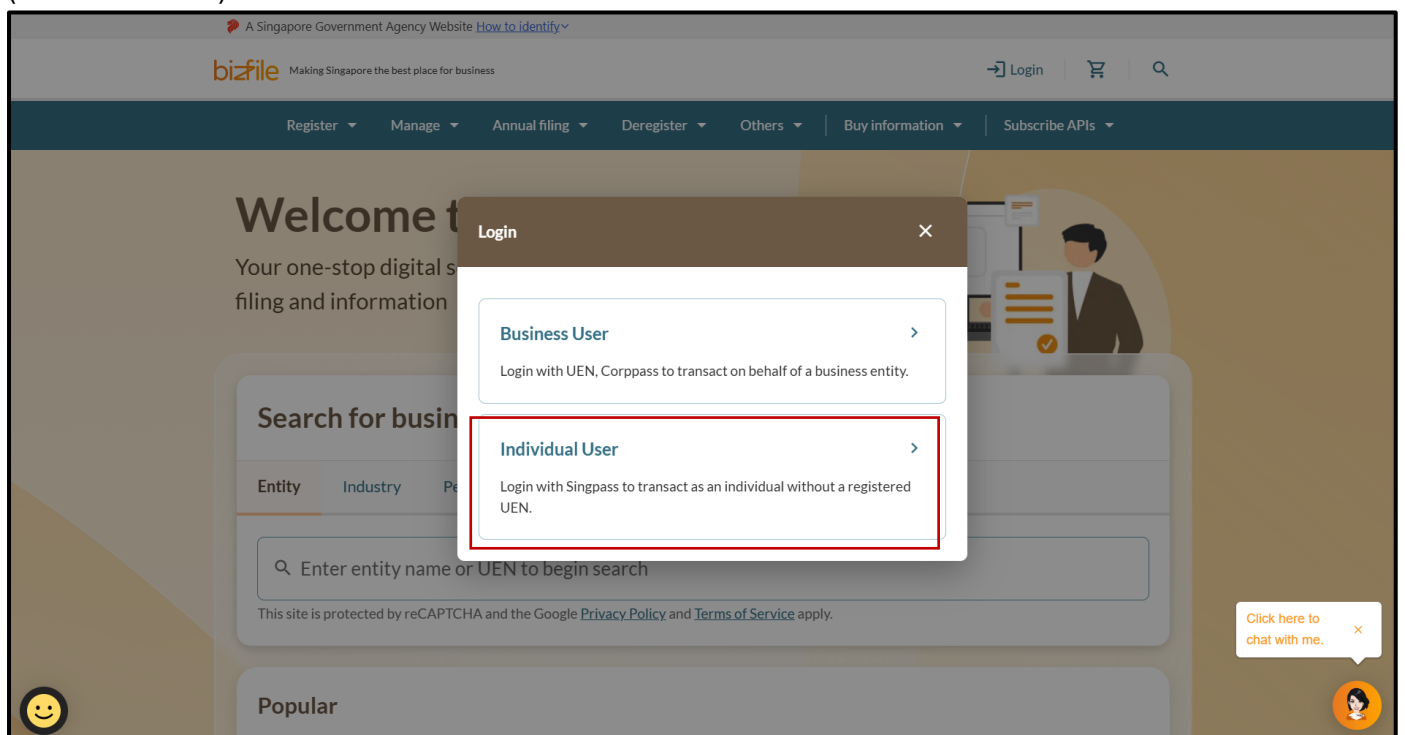 A Singapore Government Agency Website How to identify
bizfile Making Singapore the best place for business
Login
Register Manage Annual filing Deregister Others Buy information Subscribe APIs
Welcome t
Your one-stop digital s
filing and information
Login
Business User
Login with UEN, Corppass to transact on behalf of a business entity.
Individual User
Login with Singpass to transact as an individual without a registered
UEN.
Search for busin
Entity Industry Pe
Enter entity name or UEN to begin search
This site is protected by reCAPTCHA and the Google Privacy Policy and Terms of Service apply.
Click here to
chat with me.
Popular